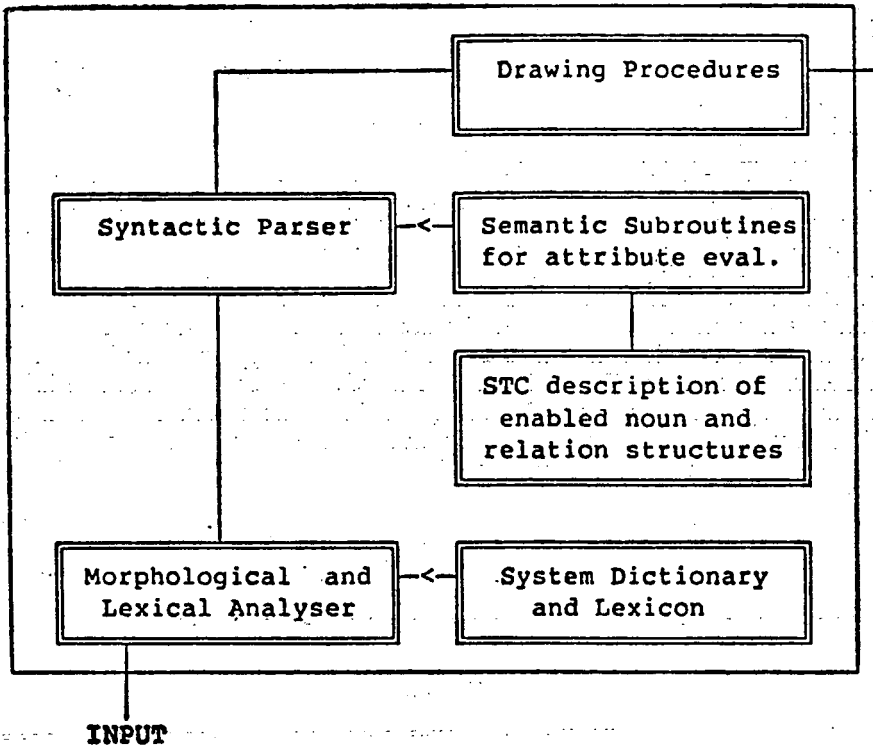 Drawing Procedures
Syntactic Parser
Semantic Subroutines
for attribute eval.
STC description of
enabled noun and
relation structures
Morphological and
Lexical Analyser
System Dictionary
and Lexicon
INPUT